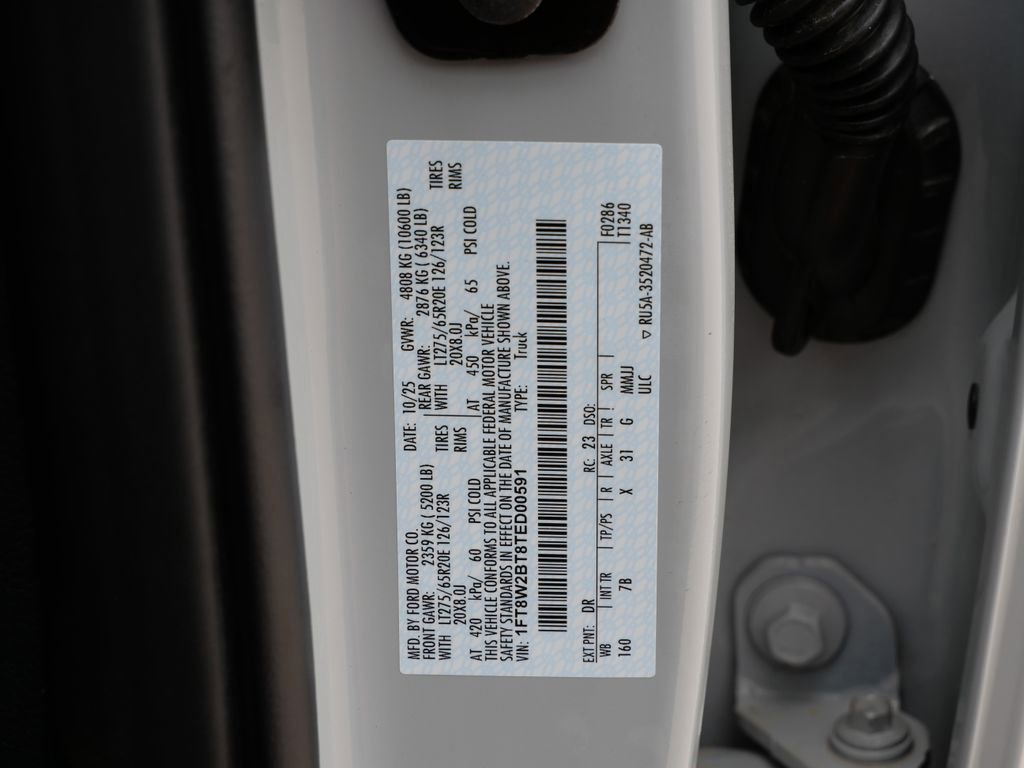 MFD. BY FORD MOTOR CO. DATE: 10/25 GVWR: 4808 KG (10600 LB)
FRONT GAWR: 2359 KG ( 5200 LB) REAR GAWR: 2876 KG ( 6340 LB)
WITH LT275/65R20E 126/123R TIRES WITH LT275/65R20E 126/123R TIRES
20X8.0J RIMS 20X8.0J RIMS
AT 420 kPa/ 60 PSI COLD AT 450 kPa/ 65 PSI COLD
THIS VEHICLE CONFORMS TO ALL APPLICABLE FEDERAL MOTOR VEHICLE
SAFETY STANDARDS IN EFFECT ON THE DATE OF MANUFACTURE SHOWN ABOVE.
VIN: 1FT8W2BT8TED00591 TYPE: Truck
EXT PNT: DR RC: 23 DSO: F0286
WB INT TR TP/PS R AXLE TR SPR T1340
160 7B X 31 G MMJJ
ULC ▽ RU5A-3520472-AB